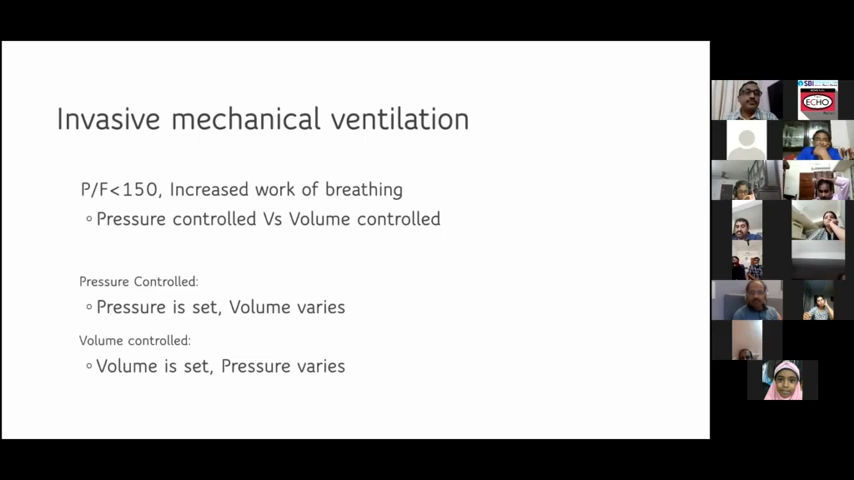 Invasive mechanical ventilation
P/F<150, Increased work of breathing
◦ Pressure controlled Vs Volume controlled
Pressure Controlled:
◦ Pressure is set, Volume varies
Volume controlled:
◦ Volume is set, Pressure varies
SBI
ECHO